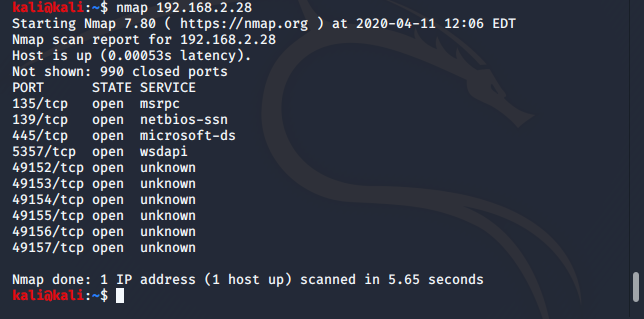 kali@kali:~$ nmap 192.168.2.28
Starting Nmap 7.80 ( https://nmap.org ) at 2020-04-11 12:06 EDT
Nmap scan report for 192.168.2.28
Host is up (0.00053s latency).
Not shown: 990 closed ports
PORT      STATE SERVICE
135/tcp   open  msrpc
139/tcp   open  netbios-ssn
445/tcp   open  microsoft-ds
5357/tcp  open  wsdapi
49152/tcp open  unknown
49153/tcp open  unknown
49154/tcp open  unknown
49155/tcp open  unknown
49156/tcp open  unknown
49157/tcp open  unknown
Nmap done: 1 IP address (1 host up) scanned in 5.65 seconds
kali@kali:~$